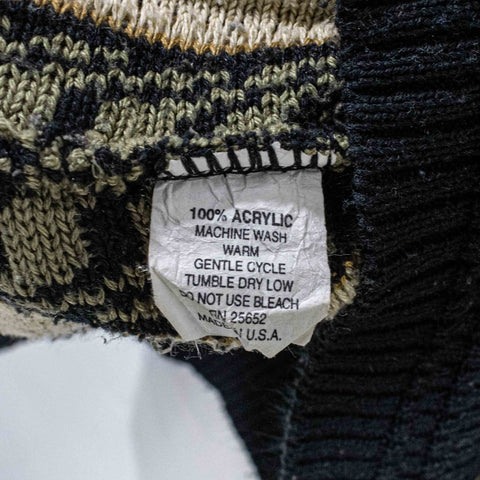 100% ACRYLIC
MACHINE WASH
WARM
GENTLE CYCLE
TUMBLE DRY LOW
DO NOT USE BLEACH
RN 25652
MADE IN U.S.A.